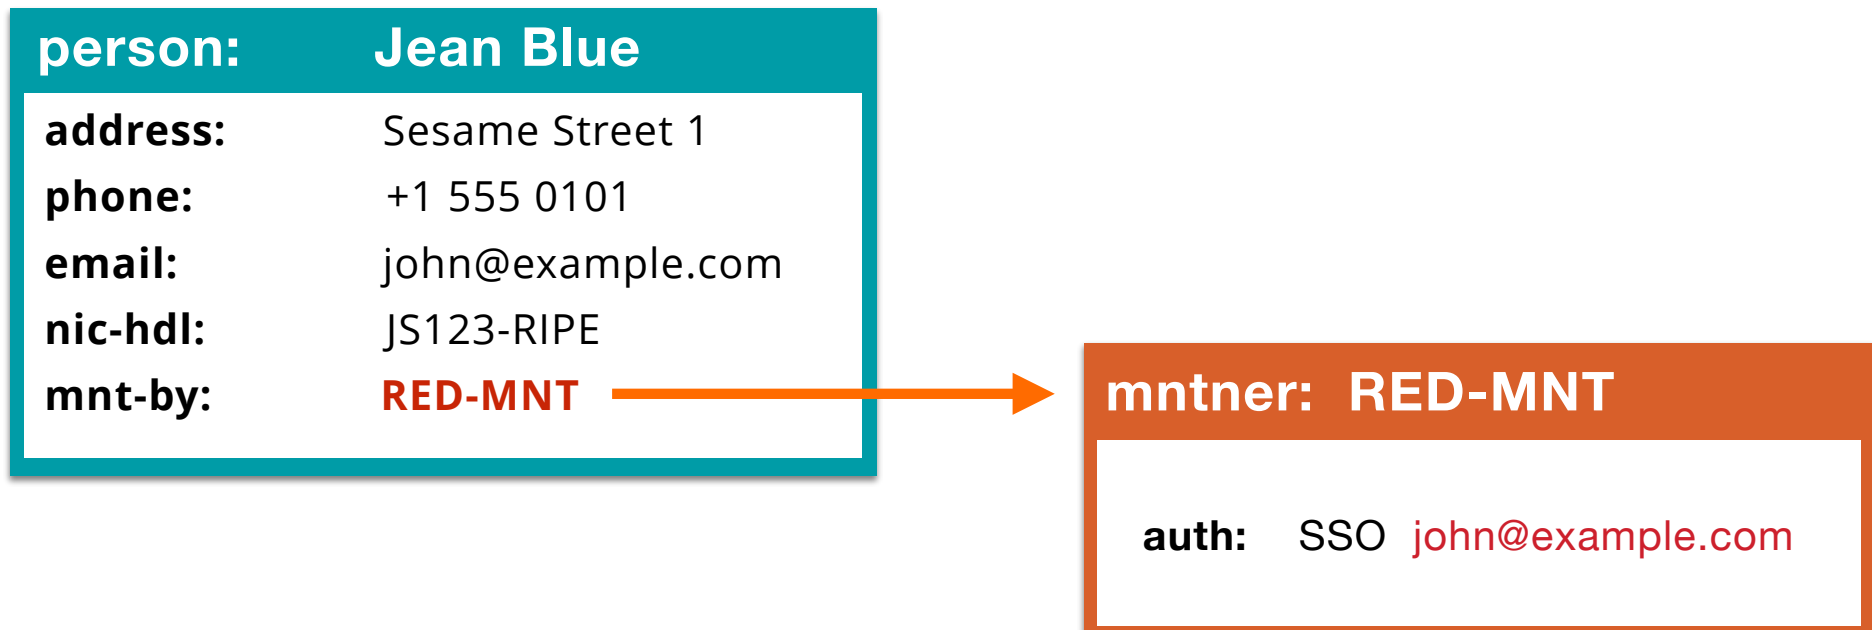 person: Jean Blue
address: Sesame Street 1
phone: +1 555 0101
email: john@example.com
nic-hdl: JS123-RIPE
mnt-by: RED-MNT
mntner: RED-MNT
auth: SSO john@example.com